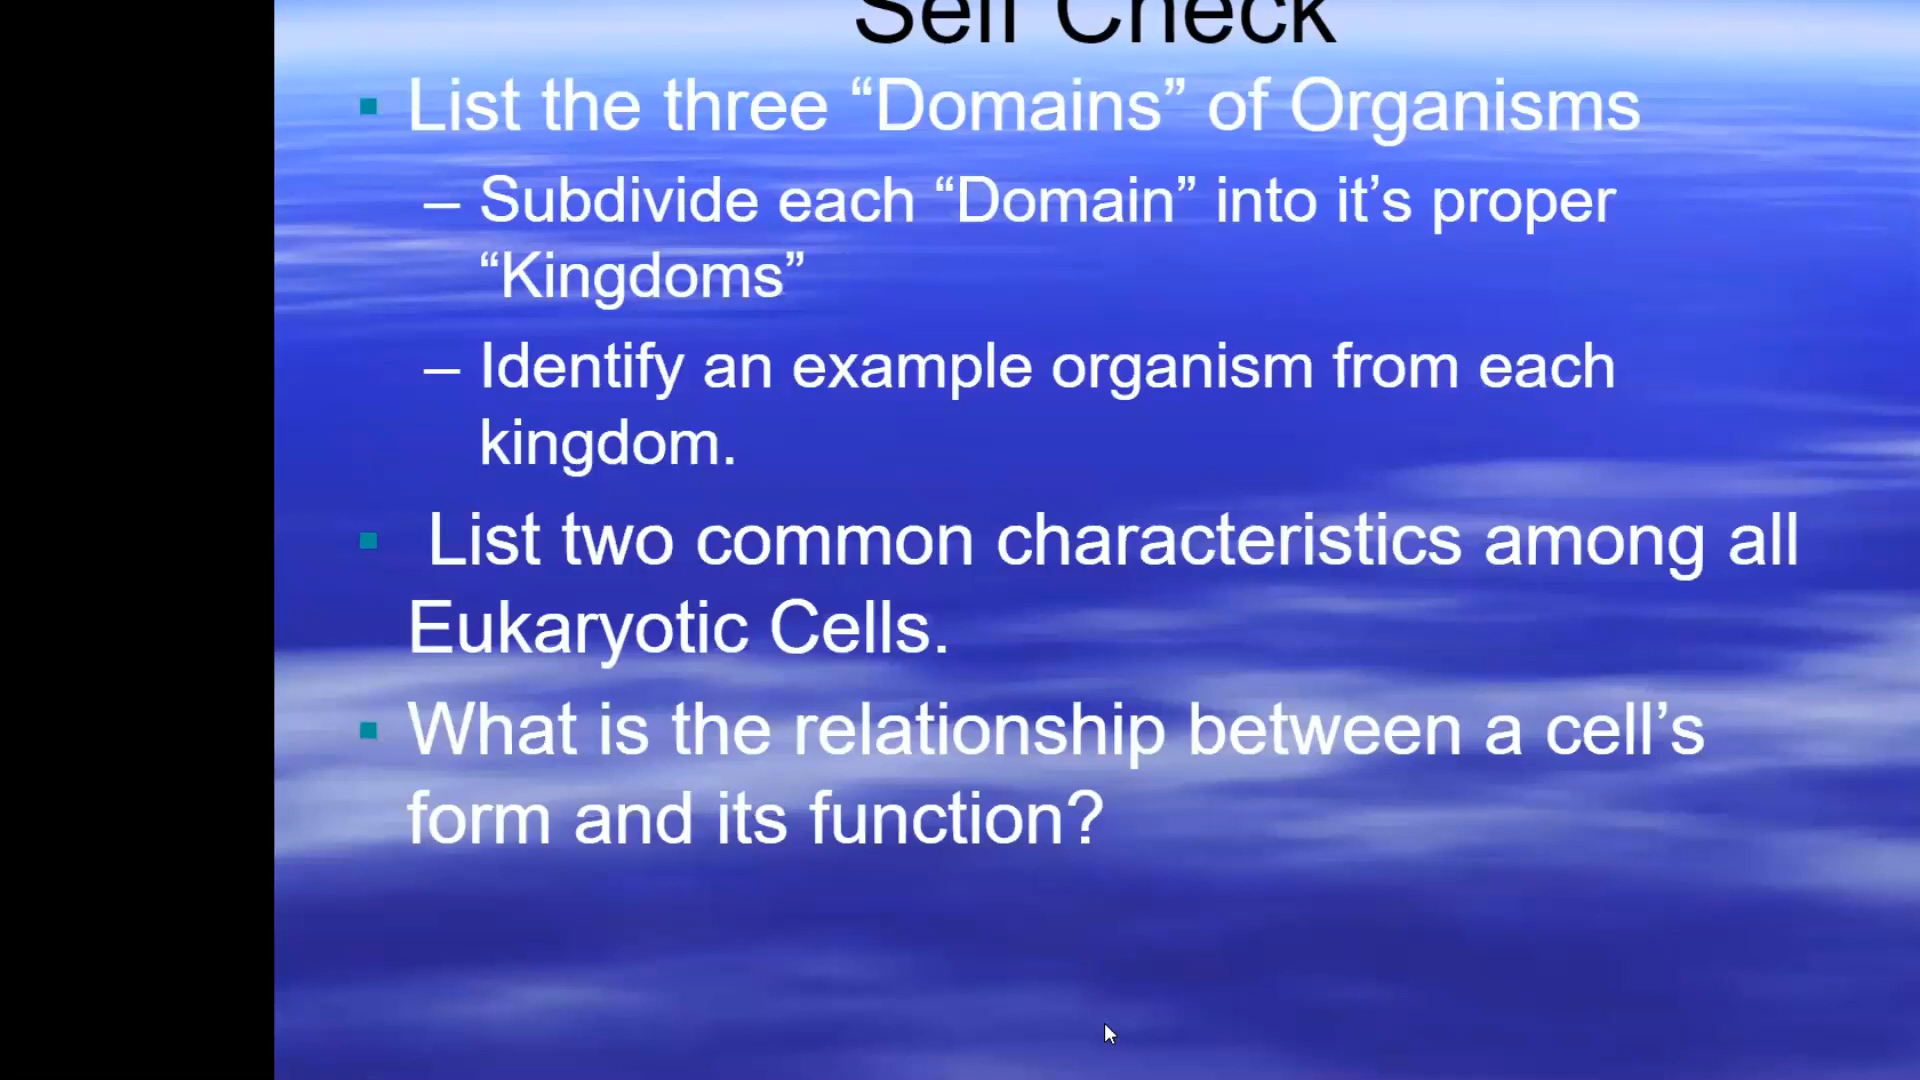 Self Check
List the three “Domains” of Organisms
– Subdivide each “Domain” into it’s proper
“Kingdoms”
– Identify an example organism from each
kingdom.
List two common characteristics among all
Eukaryotic Cells.
What is the relationship between a cell’s
form and its function?